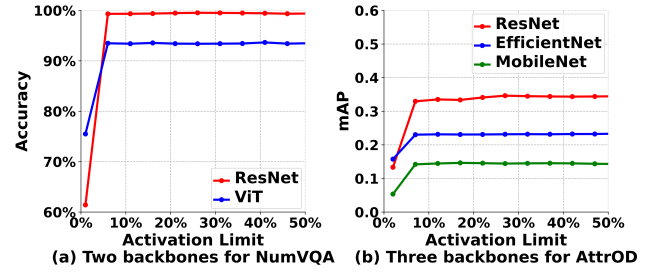 100%
90%
80%
70%
60%
Accuracy
ResNet
ViT
0%
10%
20%
30%
40%
50%
Activation Limit
(a) Two backbones for NumVQA
0.6
0.5
0.4
0.3
0.2
0.1
0.0
mAP
ResNet
EfficientNet
MobileNet
0%
10%
20%
30%
40%
50%
Activation Limit
(b) Three backbones for AttrOD